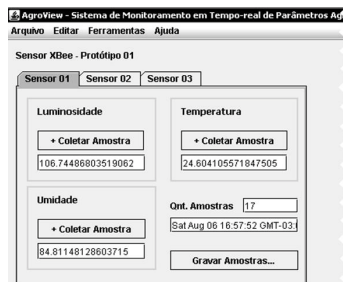 AgroView - Sistema de Monitoramento em Tempo-real de Parâmetros Ag
Arquivo Editar Ferramentas Ajuda
Sensor XBee - Protótipo 01
Sensor 01 Sensor 02 Sensor 03
Luminosidade
+ Coletar Amostra
106.74486803519062
Temperatura
+ Coletar Amostra
24.604105571847505
Umidade
+ Coletar Amostra
84.81148128603715
Qnt. Amostras 17
Sat Aug 06 16:57:52 GMT-03:
Gravar Amostras...